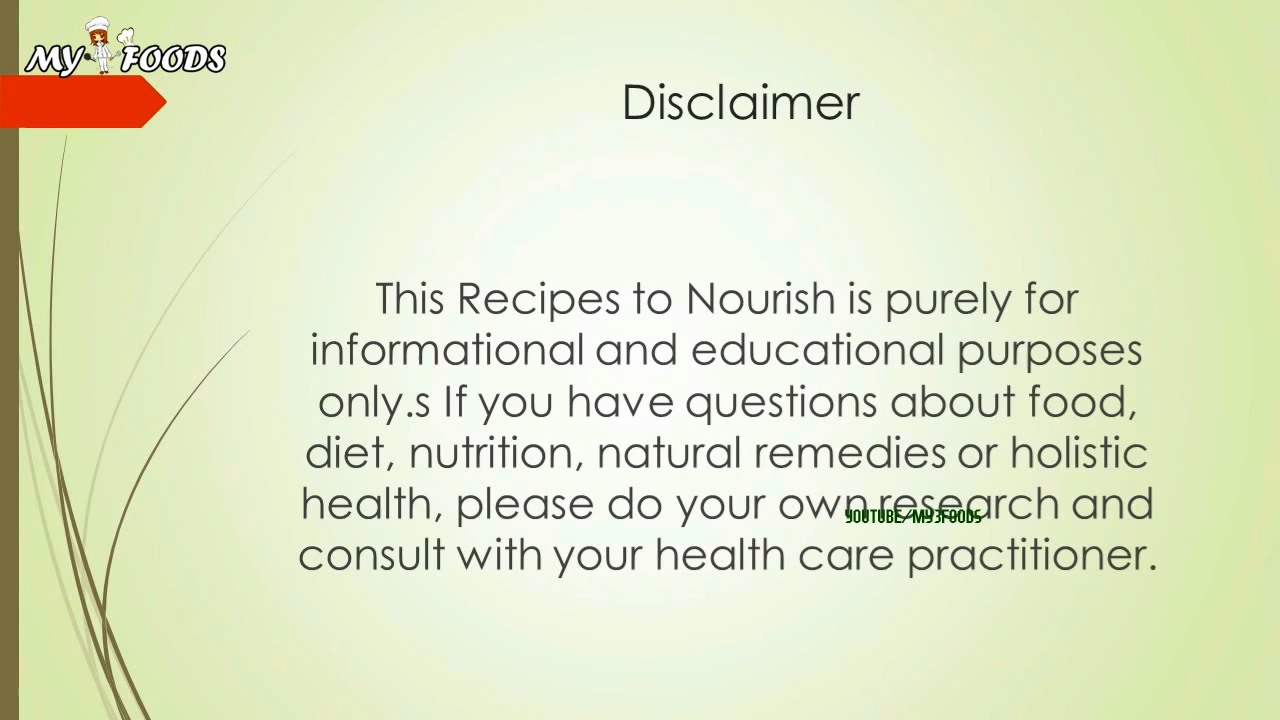 MY FOODS
Disclaimer
This Recipes to Nourish is purely for
informational and educational purposes
only.s If you have questions about food,
diet, nutrition, natural remedies or holistic
health, please do your own research and
YOUTUBE/MY3FOODS
consult with your health care practitioner.